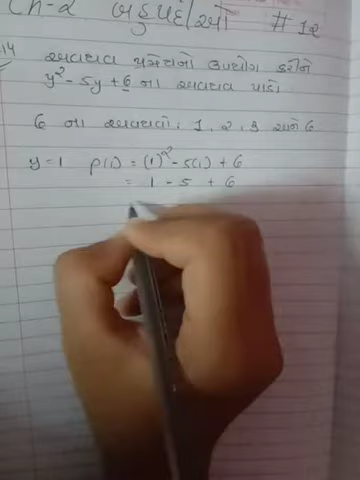 Ch-2 બહુપદીઓ # 12
14 અવયવ પ્રમેયનો ઉપયોગ કરીને
y² - 5y + 6 ના અવયવ પાડો.
6 ના અવયવો : 1, 2, 3 અને 6
y = 1 p(1) = (1)² - 5(1) + 6
= 1 - 5 + 6